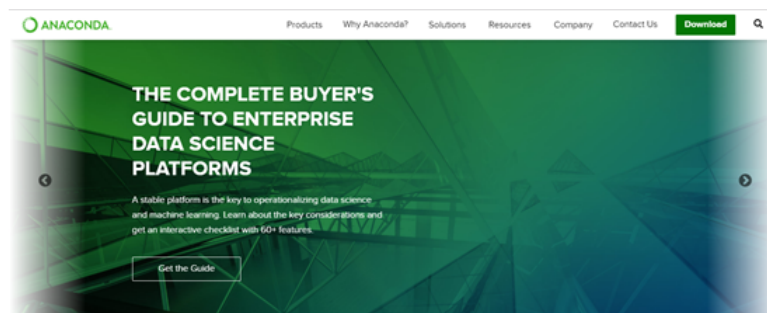 ANACONDA.
Products Why Anaconda? Solutions Resources Company Contact Us Download
THE COMPLETE BUYER'S
GUIDE TO ENTERPRISE
DATA SCIENCE
PLATFORMS
A stable platform is the key to operationalizing data science
and machine learning. Learn about the key considerations and
get an interactive checklist with 60+ features.
Get the Guide